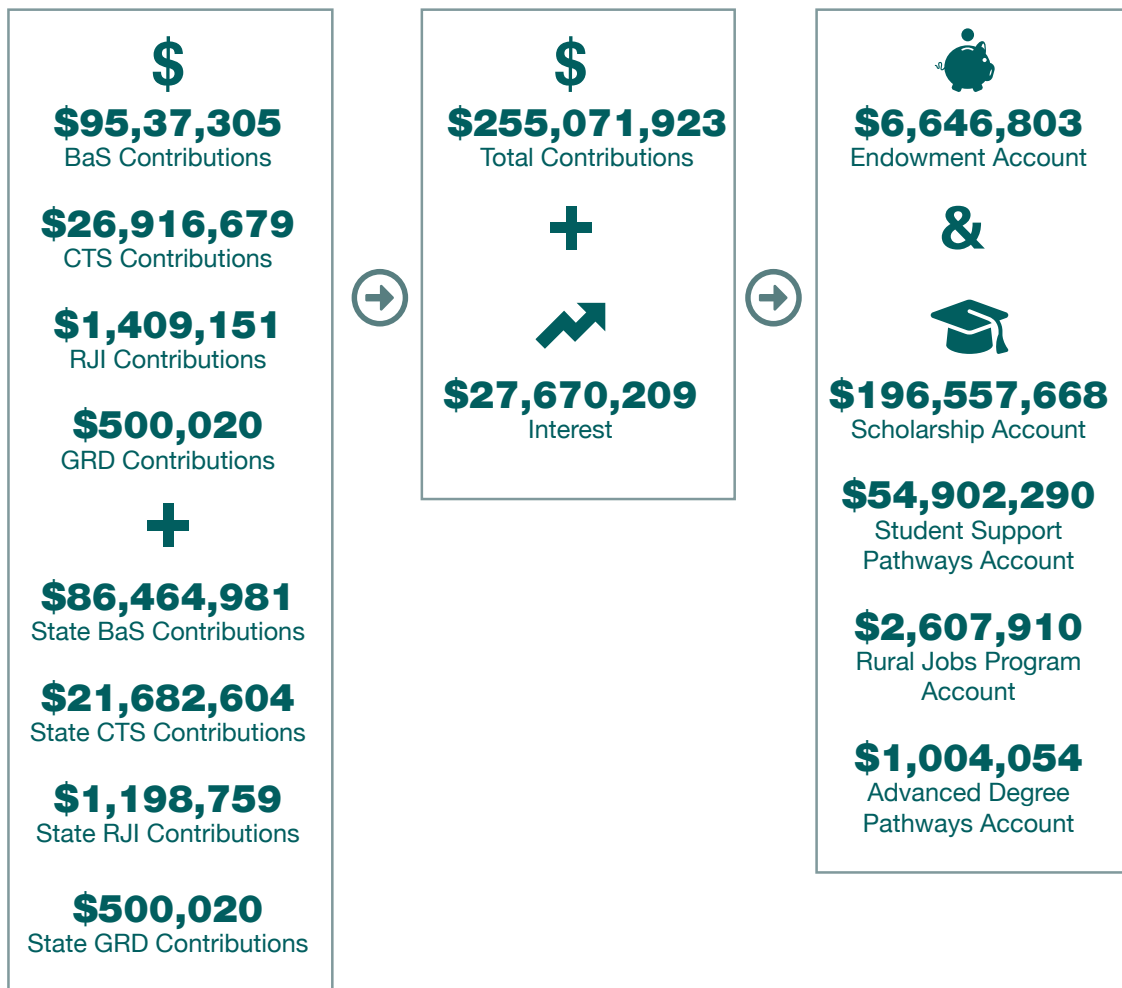 $
$95,37,305
BaS Contributions
$26,916,679
CTS Contributions
$1,409,151
RJI Contributions
$500,020
GRD Contributions
+
$86,464,981
State BaS Contributions
$21,682,604
State CTS Contributions
$1,198,759
State RJI Contributions
$500,020
State GRD Contributions
$
$255,071,923
Total Contributions
+
$27,670,209
Interest
$6,646,803
Endowment Account
&
$196,557,668
Scholarship Account
$54,902,290
Student Support
Pathways Account
$2,607,910
Rural Jobs Program
Account
$1,004,054
Advanced Degree
Pathways Account